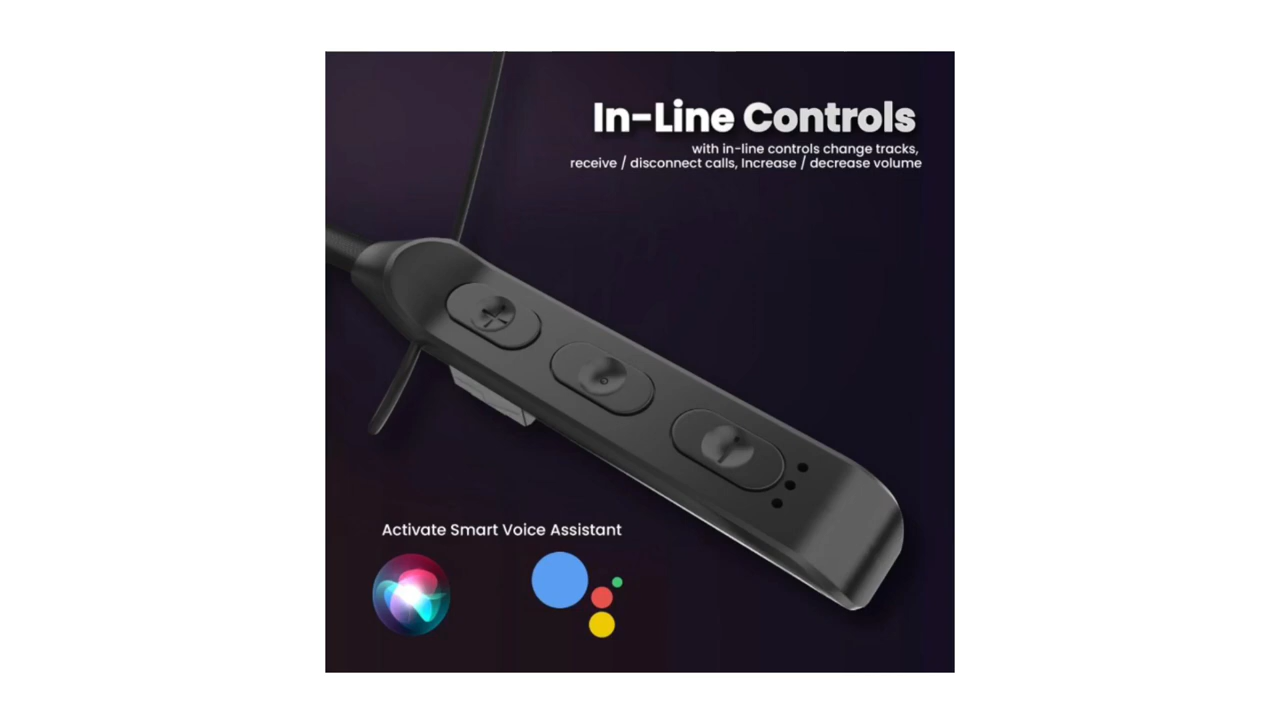 In-Line Controls
with in-line controls change tracks,
receive / disconnect calls, Increase / decrease volume
Activate Smart Voice Assistant